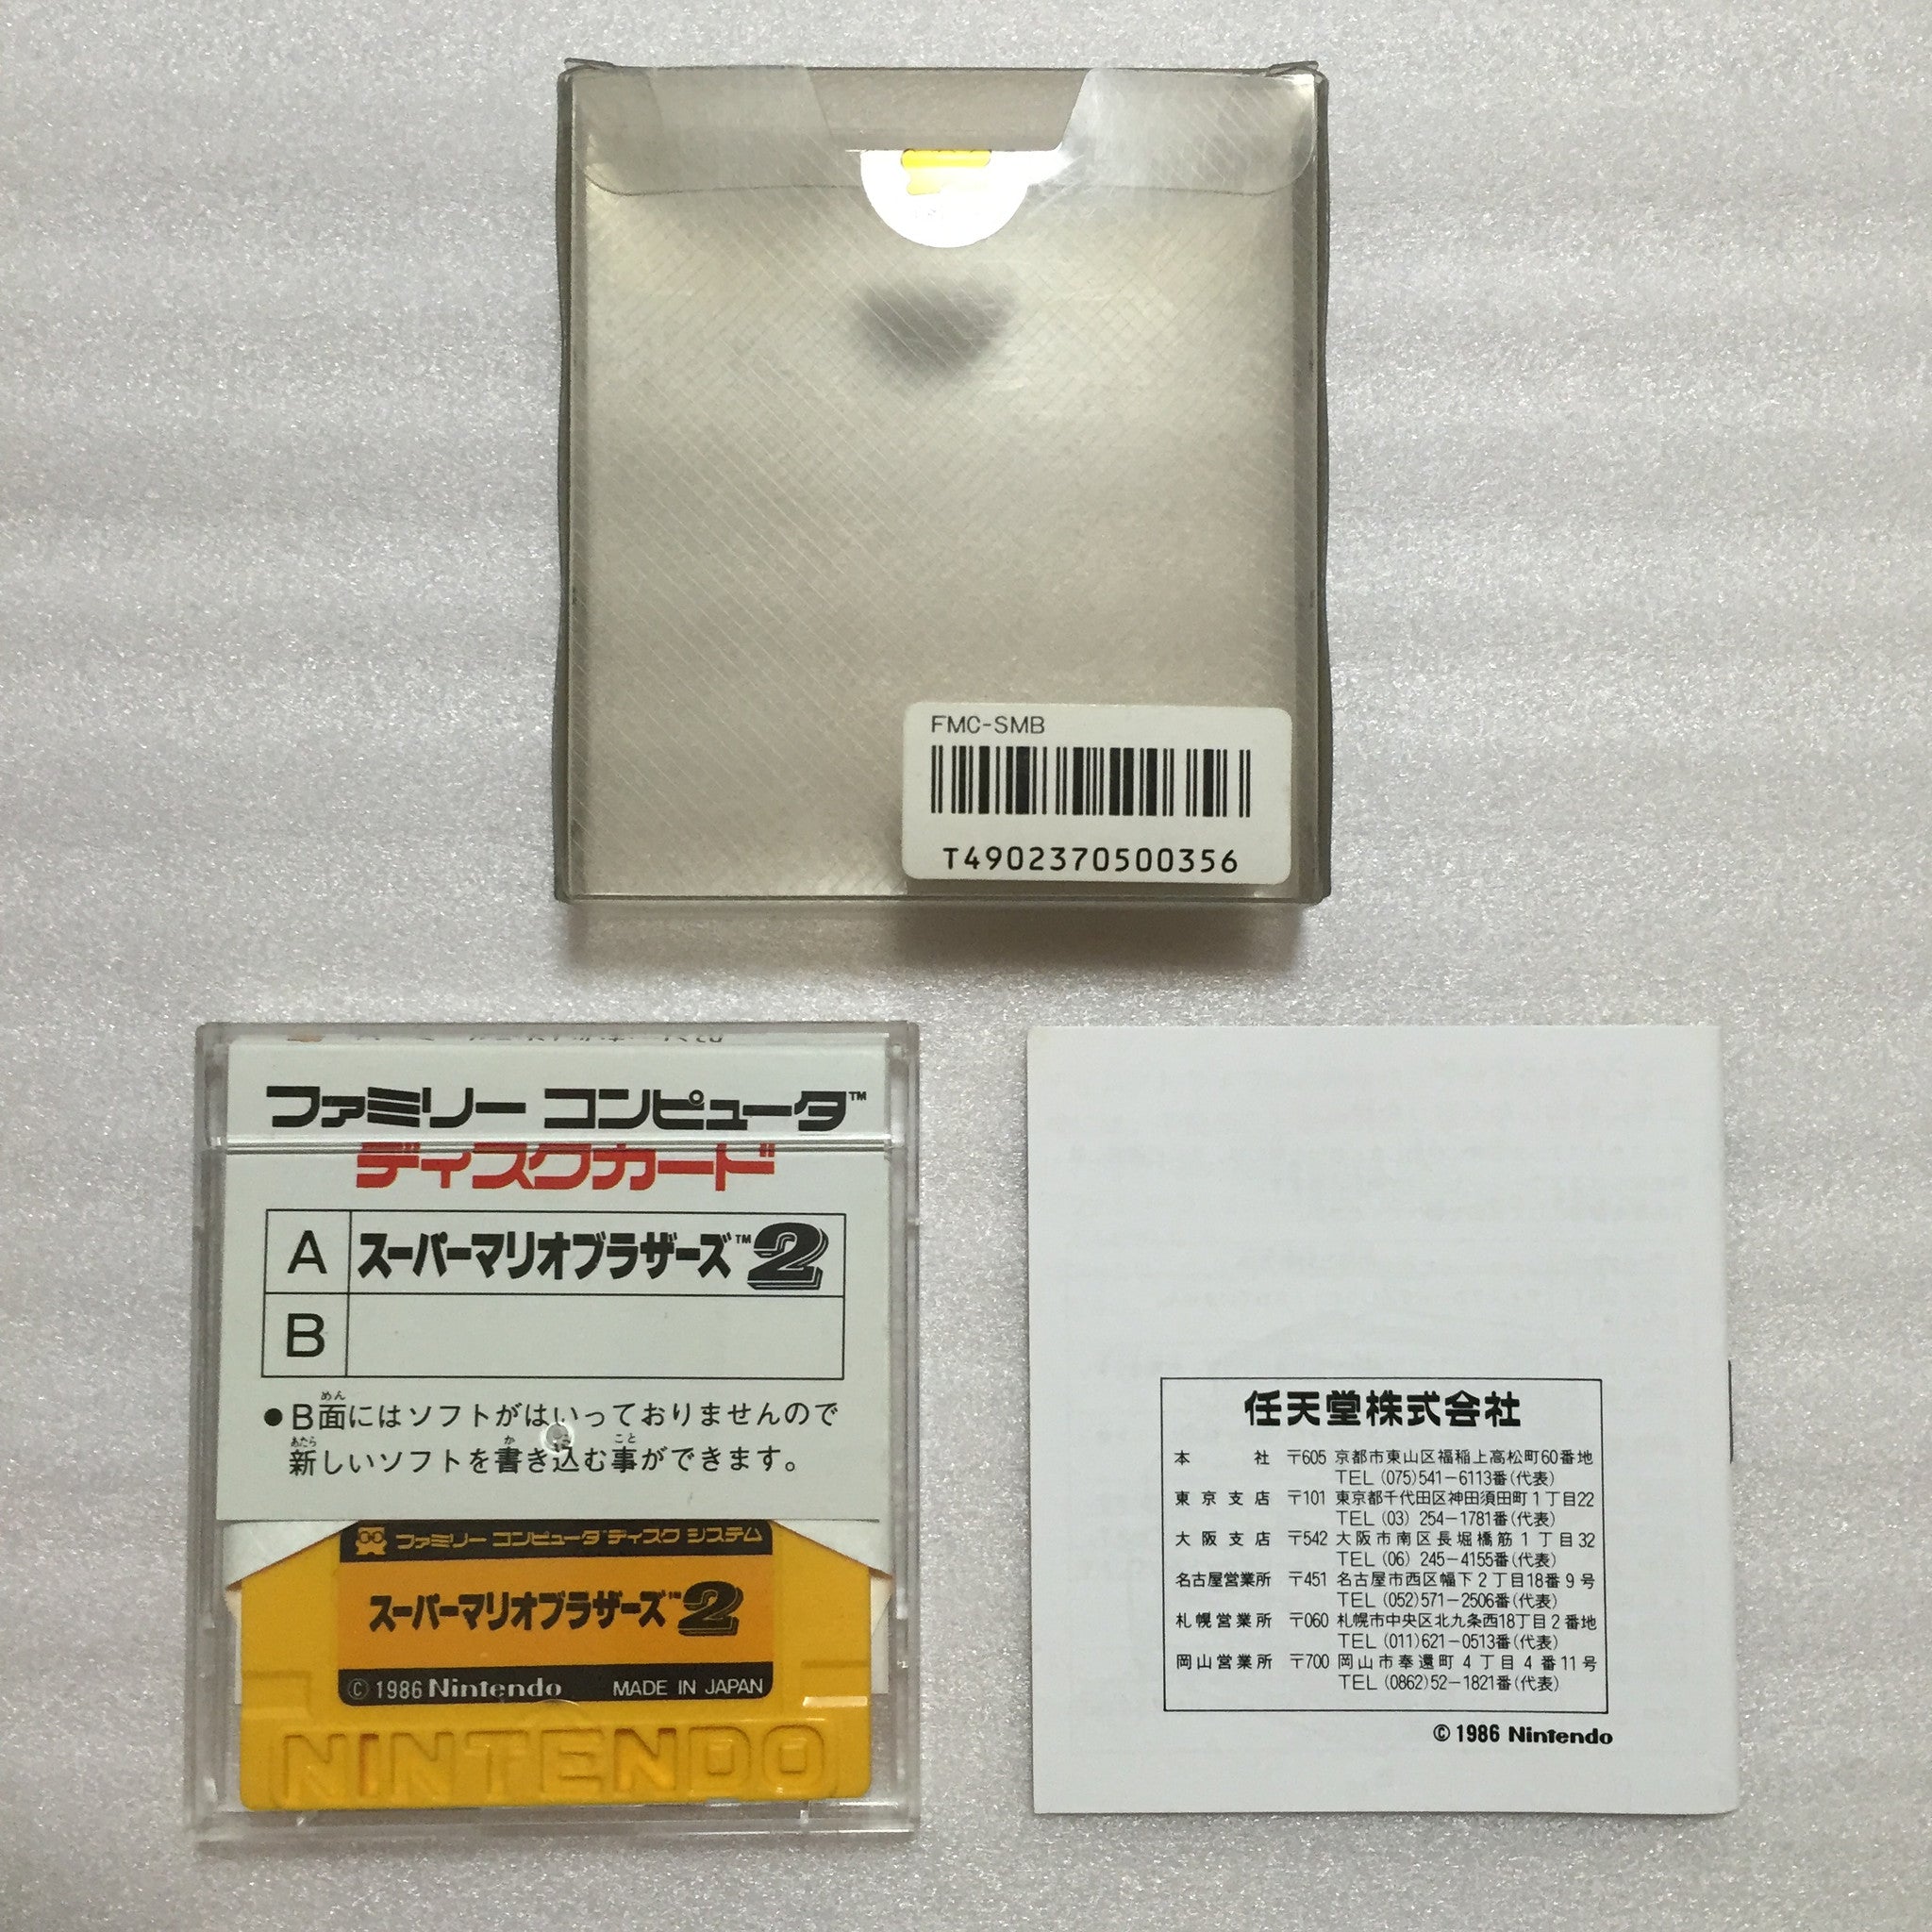 FMC-SMB
T4902370500356
ファミリー コンピュータ™
ディスクカード
A スーパーマリオブラザーズ™2
B
●B面にはソフトがはいっておりませんので
新しいソフトを書き込む事ができます。
ファミリー コンピュータ ディスク システム
スーパーマリオブラザーズ™2
©1986 Nintendo MADE IN JAPAN
NINTENDO
任天堂株式会社
本社 〒605 京都市東山区福稲上高松町60番地
TEL (075)541-6113番(代表)
東京支店 〒101 東京都千代田区神田須田町1丁目22
TEL (03) 254-1781番(代表)
大阪支店 〒542 大阪市南区長堀橋筋1丁目32
TEL (06) 245-4155番(代表)
名古屋営業所 〒451 名古屋市西区幅下2丁目18番9号
TEL (052)571-2506番(代表)
札幌営業所 〒060 札幌市中央区北九条西18丁目2番地
TEL (011)621-0513番(代表)
岡山営業所 〒700 岡山市奉還町4丁目4番11号
TEL (0862)52-1821番(代表)
© 1986 Nintendo